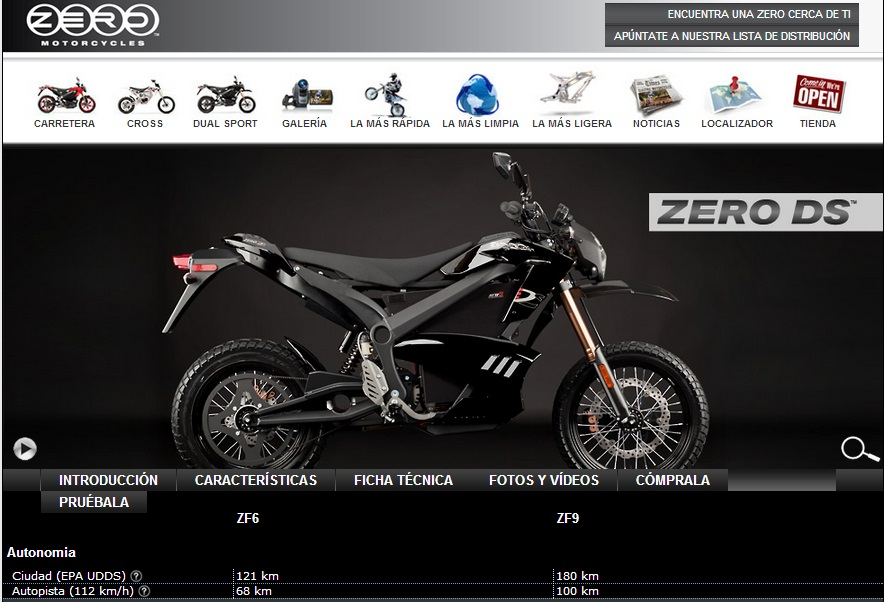 ZERO
MOTORCYCLES
ENCUENTRA UNA ZERO CERCA DE TI
APÚNTATE A NUESTRA LISTA DE DISTRIBUCIÓN
CARRETERA CROSS DUAL SPORT GALERÍA LA MÁS RÁPIDA LA MÁS LIMPIA LA MÁS LIGERA NOTICIAS LOCALIZADOR TIENDA
Times
Come in We're
OPEN
ZERO DS™
INTRODUCCIÓN CARACTERÍSTICAS FICHA TÉCNICA FOTOS Y VÍDEOS CÓMPRALA
PRUÉBALA
ZF6 ZF9
Autonomia
Ciudad (EPA UDDS) ? 121 km 180 km
Autopista (112 km/h) ? 68 km 100 km